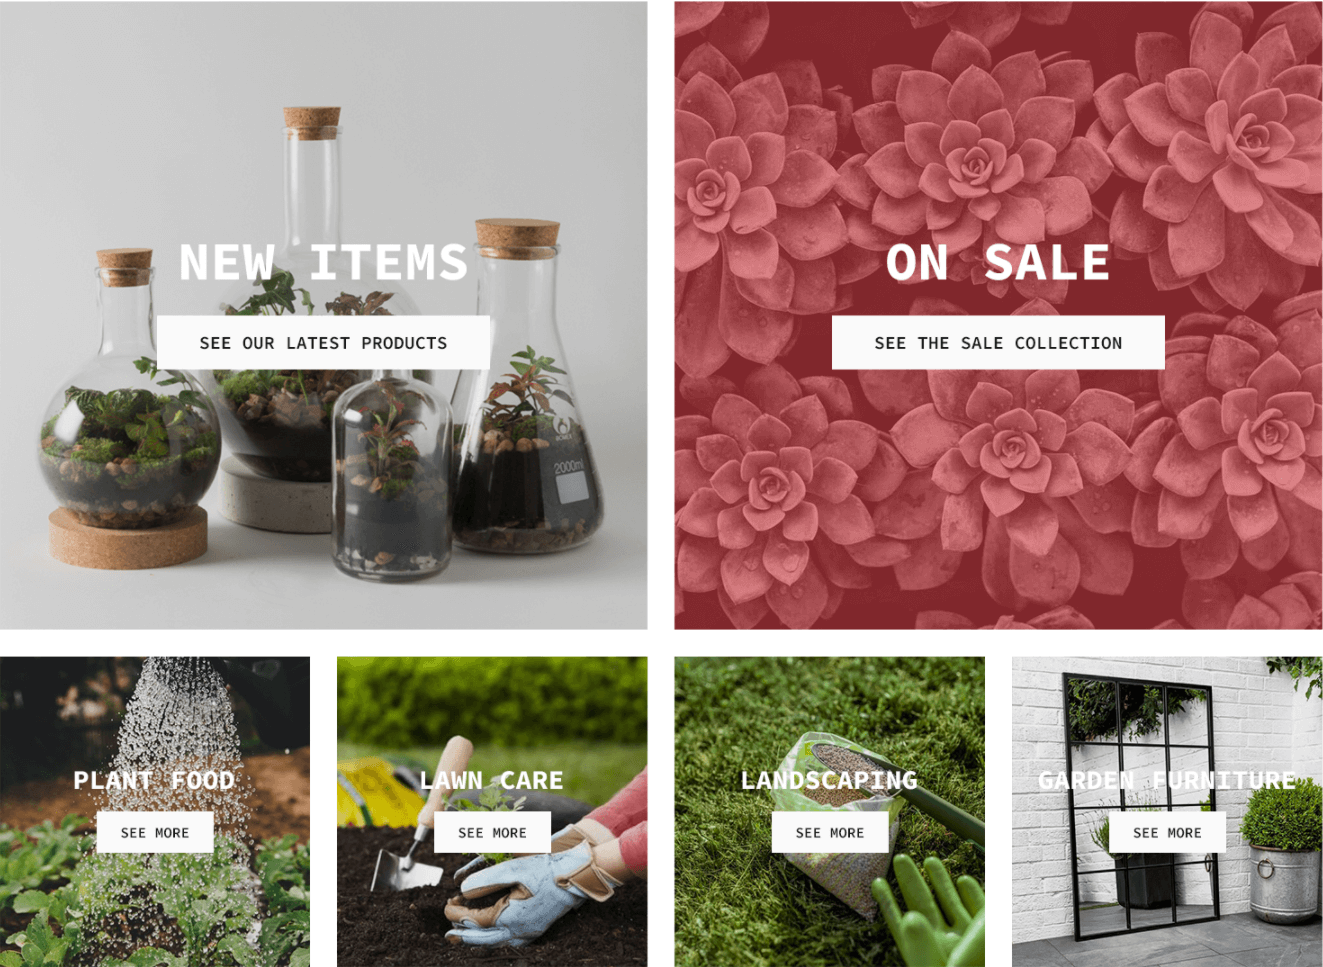 NEW ITEMS
SEE OUR LATEST PRODUCTS
2000ml
ON SALE
SEE THE SALE COLLECTION
PLANT FOOD
SEE MORE
LAWN CARE
SEE MORE
LANDSCAPING
SEE MORE
GARDEN FURNITURE
SEE MORE